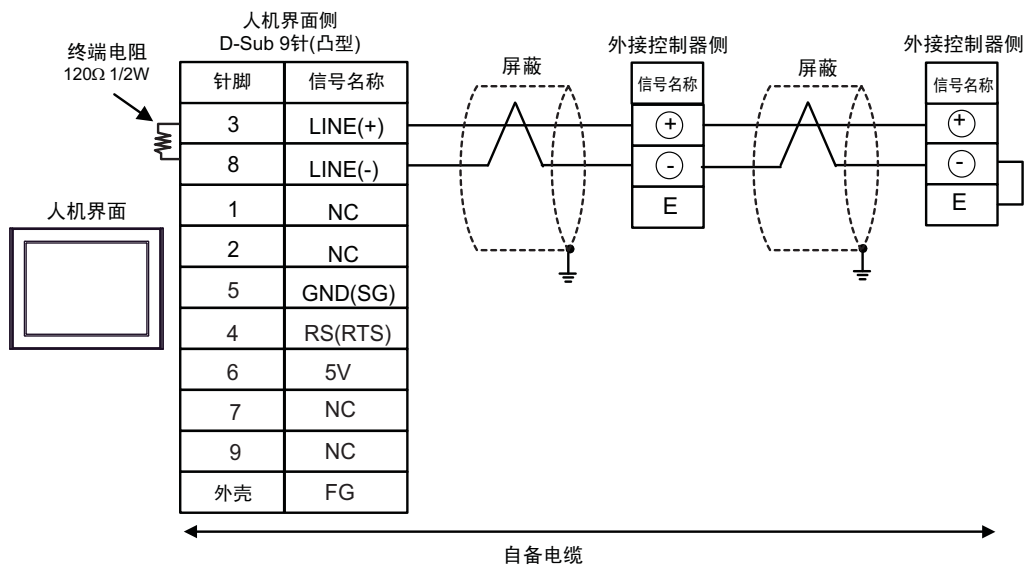 人机界面侧
D-Sub 9针(凸型)
终端电阻
120Ω 1/2W
外接控制器侧
外接控制器侧
屏蔽
屏蔽
针脚 信号名称
信号名称
信号名称
3 LINE(+)
+
+
8 LINE(-)
-
-
1 NC
E
E
人机界面
2 NC
5 GND(SG)
4 RS(RTS)
6 5V
7 NC
9 NC
外壳 FG
自备电缆